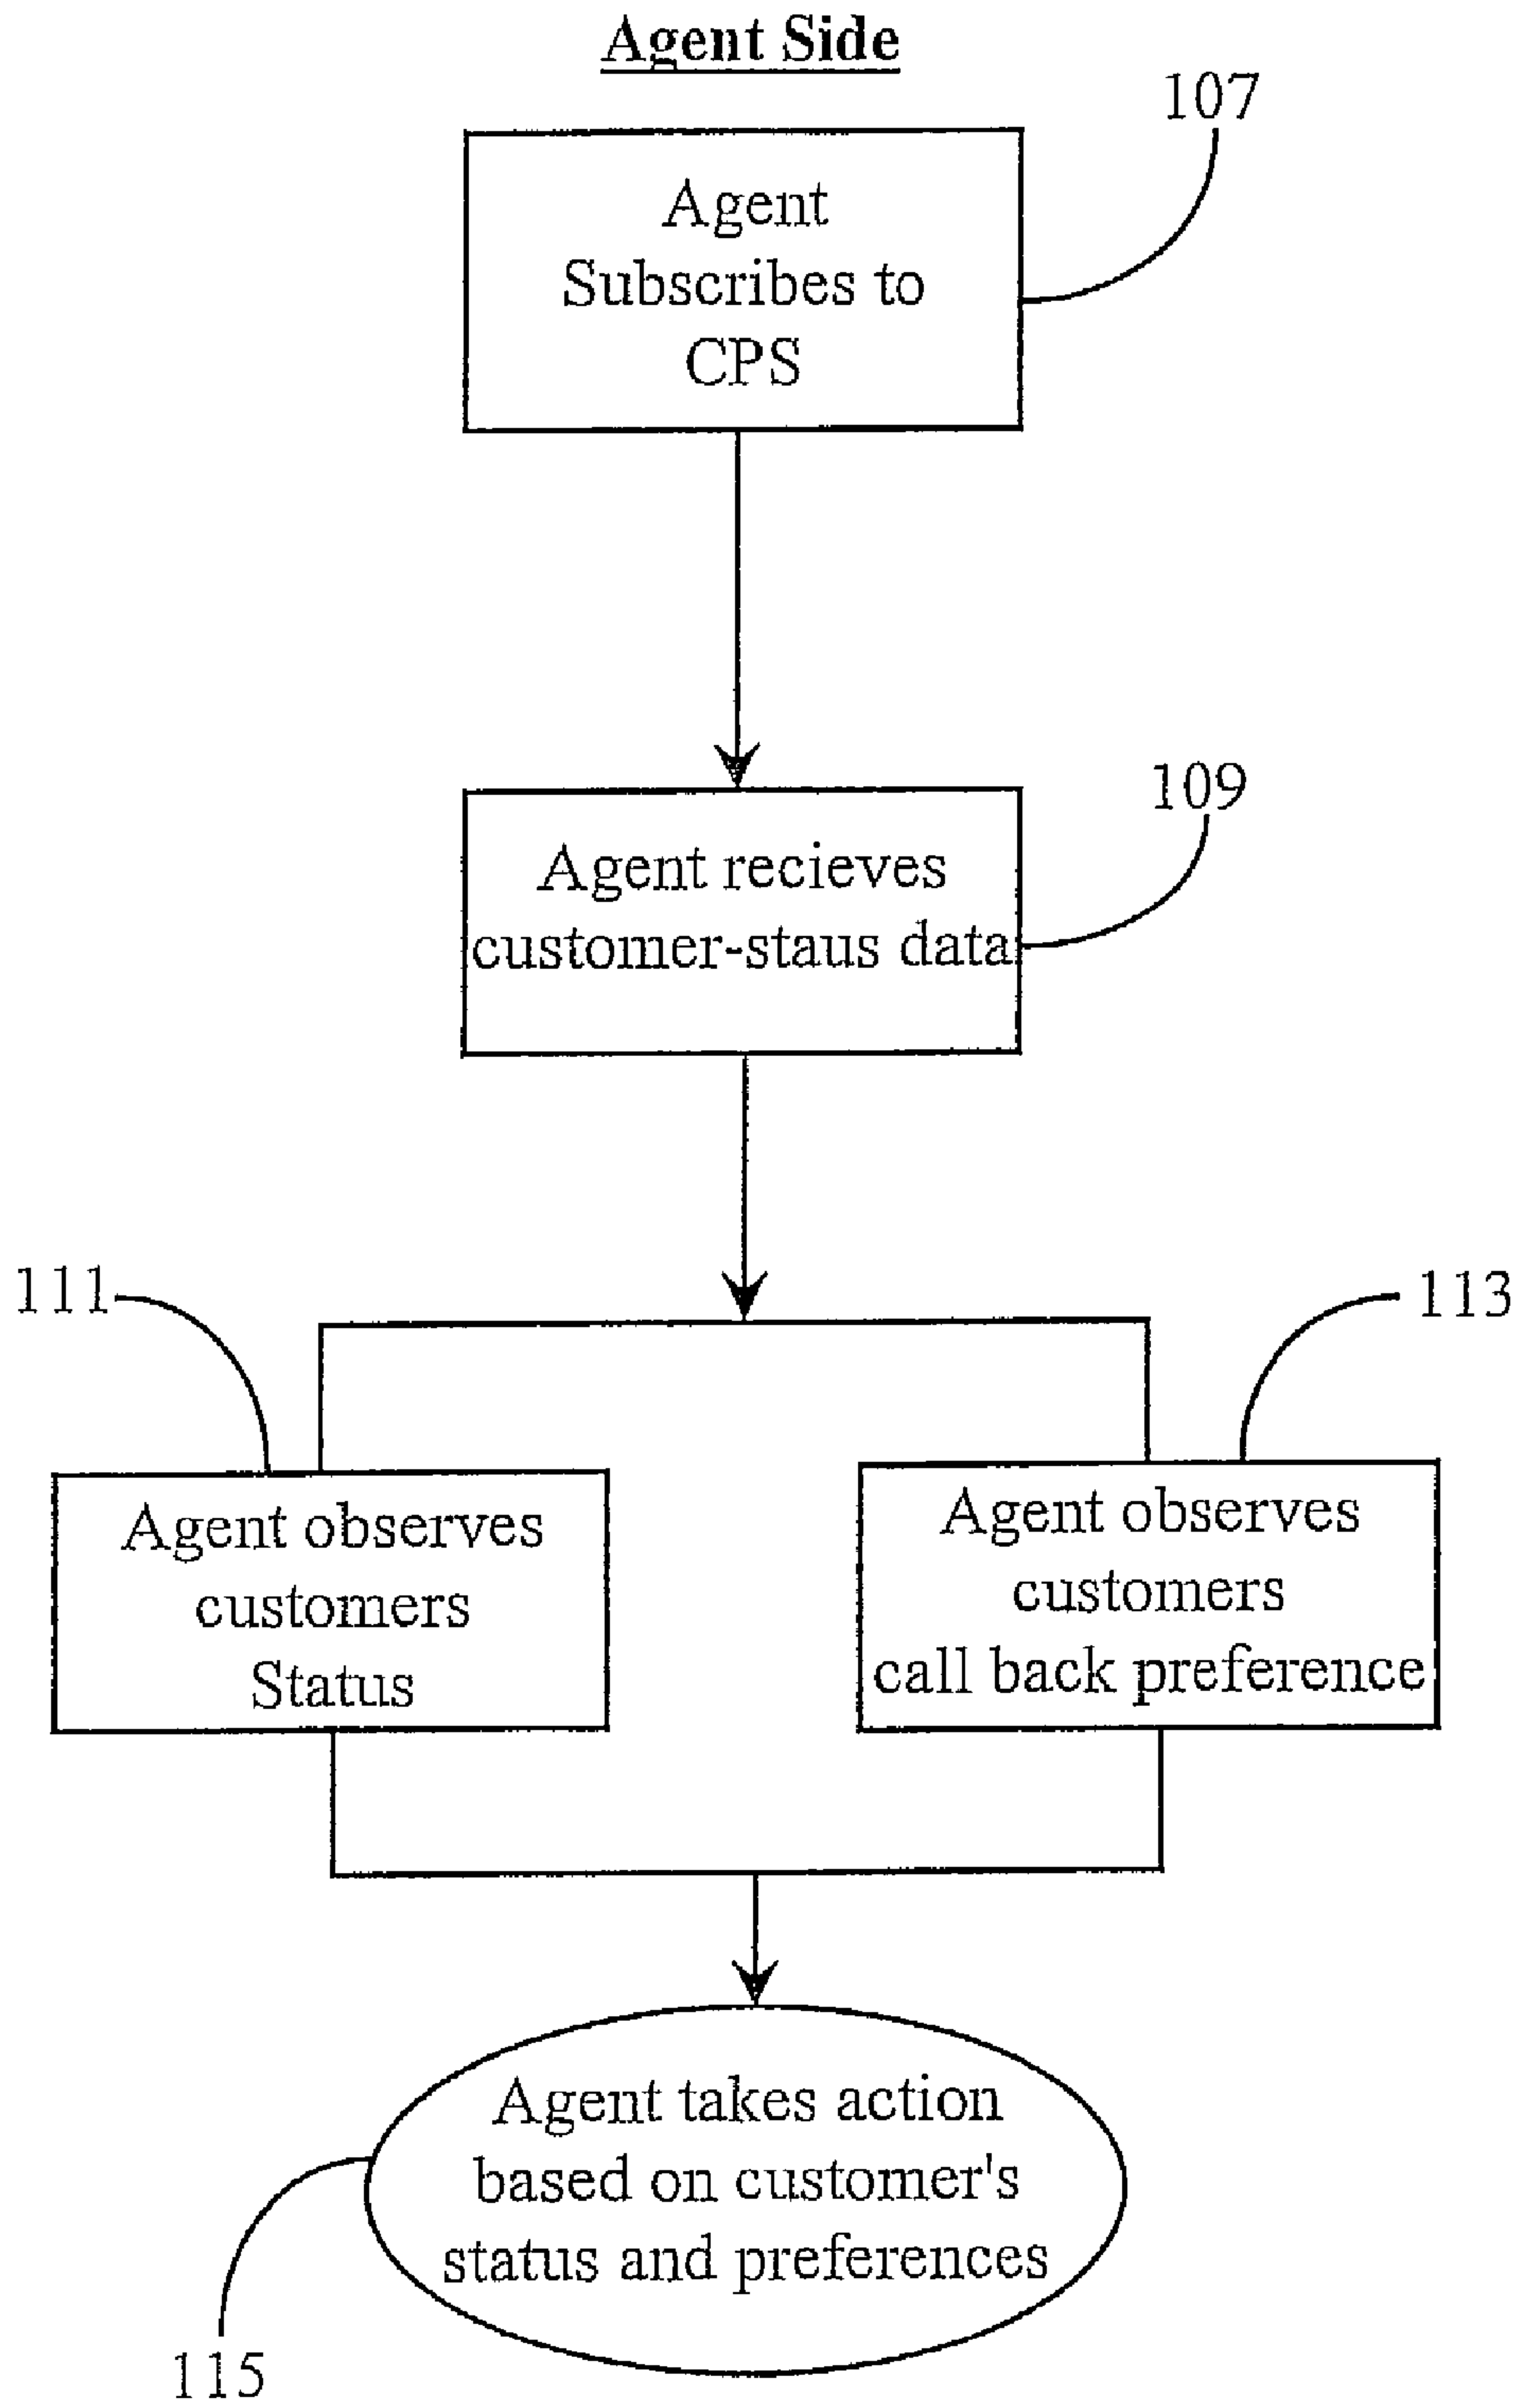 Agent Side
107
Agent
Subscribes to
CPS
109
Agent recieves
customer-staus data
111
113
Agent observes
customers
Status
Agent observes
customers
call back preference
Agent takes action
based on customer's
status and preferences
115